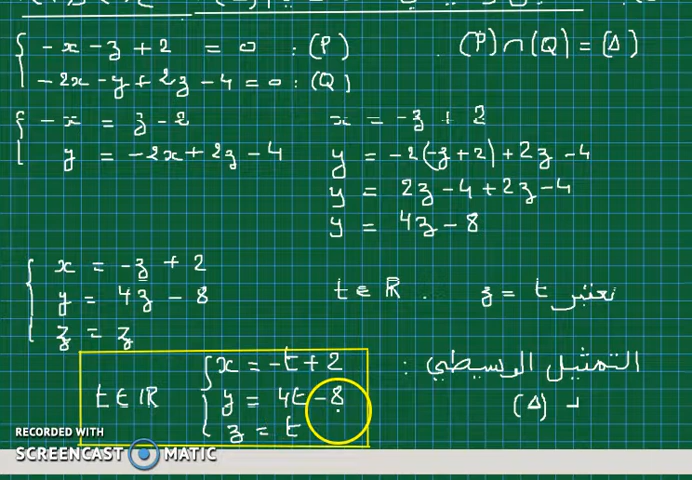 { -x - z + 2 = 0 : (P) . (P) ∩ (Q) = (Δ)
-2x - y + 2z - 4 = 0 : (Q)
{ -x = z - 2
y = -2x + 2z - 4
x = -z + 2
y = -2(-z + 2) + 2z - 4
y = 2z - 4 + 2z - 4
y = 4z - 8
{ x = -z + 2
y = 4z - 8
z = z
نعتبر z = t . t ∈ ℝ
التمثيل الوسيطي :
(Δ)
t ∈ ℝ { x = -t + 2
y = 4t - 8
z = t
RECORDED WITH
SCREENCAST MATIC